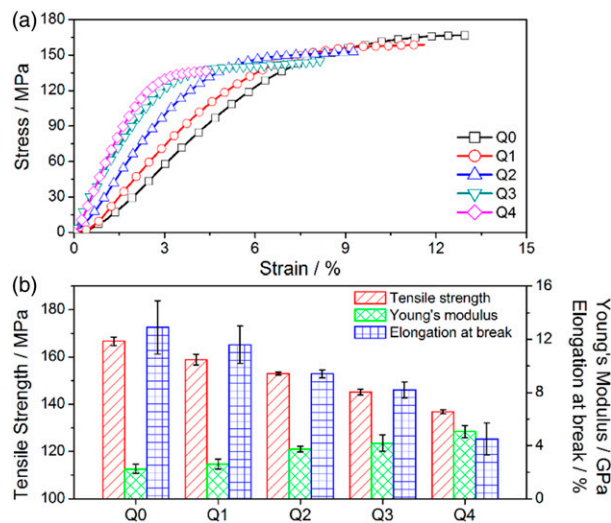 (a)
180
150
120
90
60
30
0
Stress / MPa
Q0
Q1
Q2
Q3
Q4
0 3 6 9 12 15
Strain / %
(b)
Tensile strength
Young's modulus
Elongation at break
180
160
140
120
100
Tensile Strength / MPa
16
12
8
4
0
Young's Modulus / GPa
Elongation at break / %
Q0 Q1 Q2 Q3 Q4